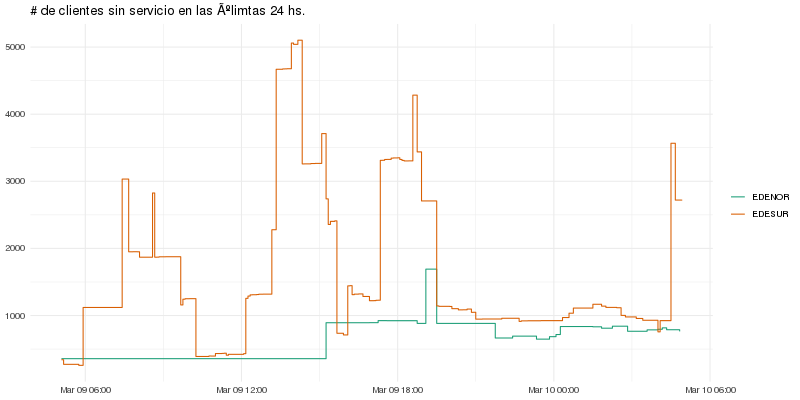 # de clientes sin servicio en las Ãºlimtas 24 hs.
5000
4000
3000
2000
1000
Mar 09 06:00
Mar 09 12:00
Mar 09 18:00
Mar 10 00:00
Mar 10 06:00
EDENOR
EDESUR